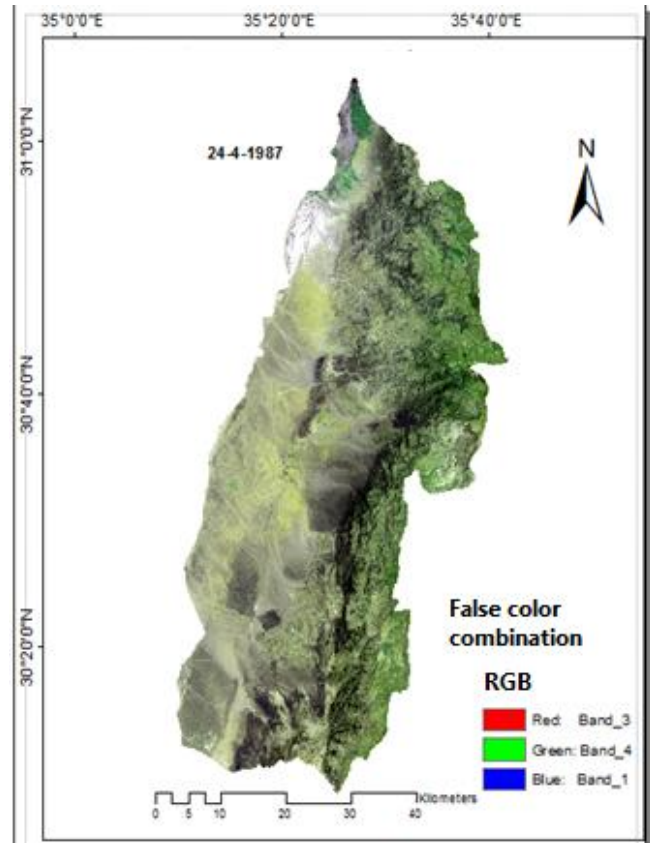 35°0'0"E 35°20'0"E 35°40'0"E
31°0'0"N
24-4-1987
N
30°40'0"N
30°20'0"N
False color
combination
RGB
Red: Band_3
Green: Band_4
Blue: Band_1
Kilometers
0 5 10 20 30 40